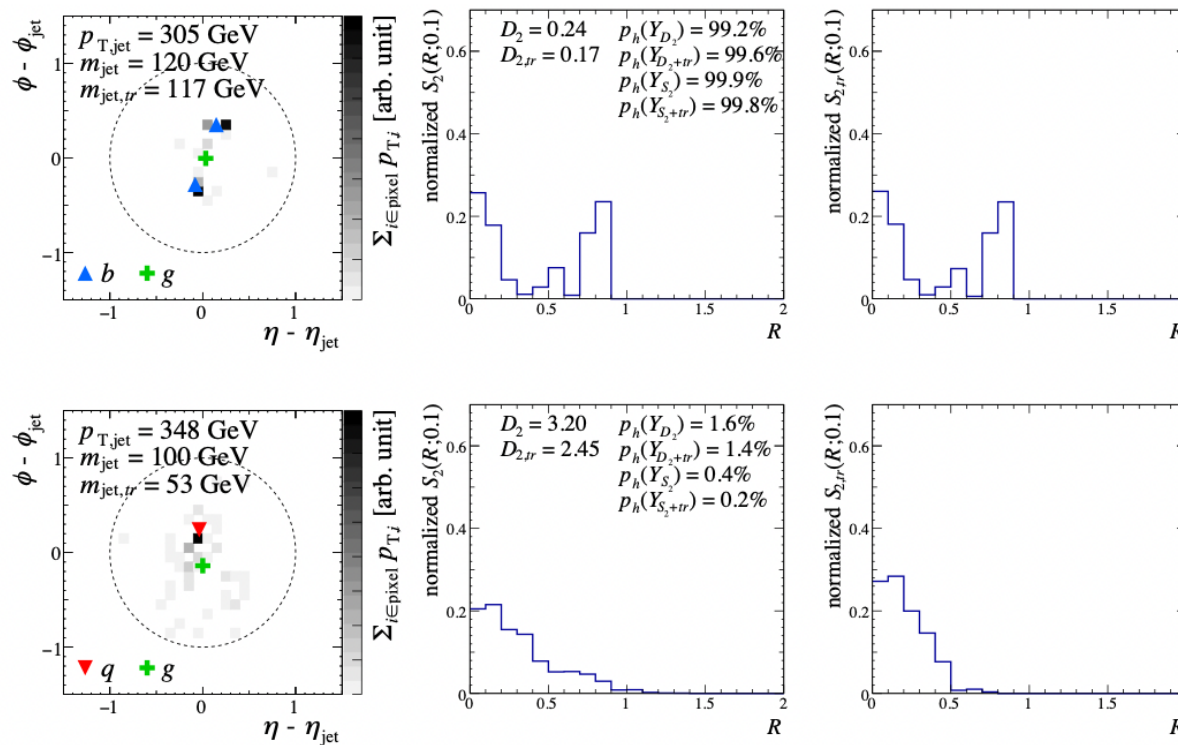 p_T,jet = 305 GeV
m_jet = 120 GeV
m_jet,tr = 117 GeV
ϕ - ϕ_jet
1
0
−1
b
g
−1
0
1
η - η_jet
Σ_i∈pixel p_T,i [arb. unit]
normalized S_2(R;0.1)
0.6
0.4
0.2
0
D_2 = 0.24
D_2,tr = 0.17
p_h(Y_D_2) = 99.2%
p_h(Y_D_2+tr) = 99.6%
p_h(Y_S_2) = 99.9%
p_h(Y_S_2+tr) = 99.8%
0
0.5
1
1.5
2
R
normalized S_2,tr(R;0.1)
0.6
0.4
0.2
0
0
0.5
1
1.5
p_T,jet = 348 GeV
m_jet = 100 GeV
m_jet,tr = 53 GeV
ϕ - ϕ_jet
1
0
−1
q
g
−1
0
1
η - η_jet
Σ_i∈pixel p_T,i [arb. unit]
normalized S_2(R;0.1)
0.6
0.4
0.2
0
D_2 = 3.20
D_2,tr = 2.45
p_h(Y_D_2) = 1.6%
p_h(Y_D_2+tr) = 1.4%
p_h(Y_S_2) = 0.4%
p_h(Y_S_2+tr) = 0.2%
0
0.5
1
1.5
2
R
normalized S_2,tr(R;0.1)
0.6
0.4
0.2
0
0
0.5
1
1.5